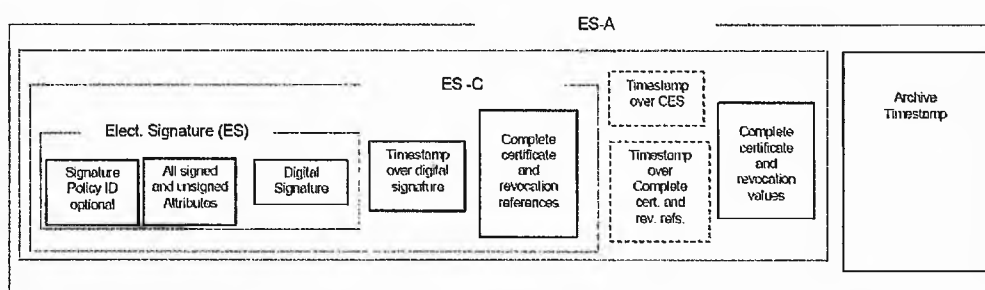 ES-A
ES -C
Elect. Signature (ES)
Signature
Policy ID
optional
All signed
and unsigned
Attributes
Digital
Signature
Timestamp
over digital
signature
Complete
certificate
and
revocation
references
Timestamp
over CES
Timestamp
over
Complete
cert. and
rev. refs.
Complete
certificate
and
revocation
values
Archive
Timestamp